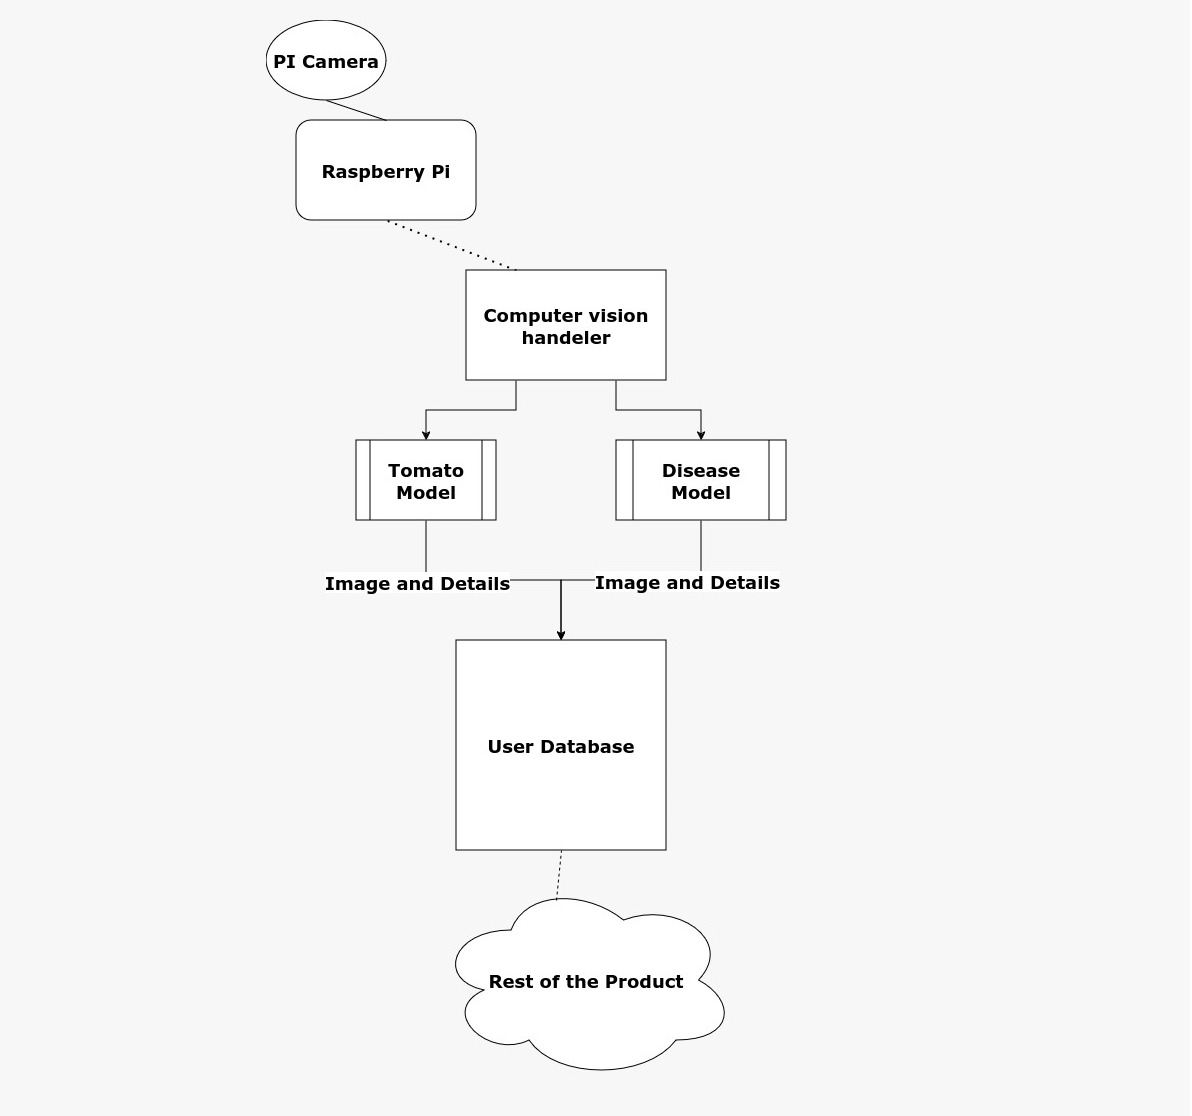 PI Camera
Raspberry Pi
Computer vision
handeler
Tomato
Model
Disease
Model
Image and Details
Image and Details
User Database
Rest of the Product